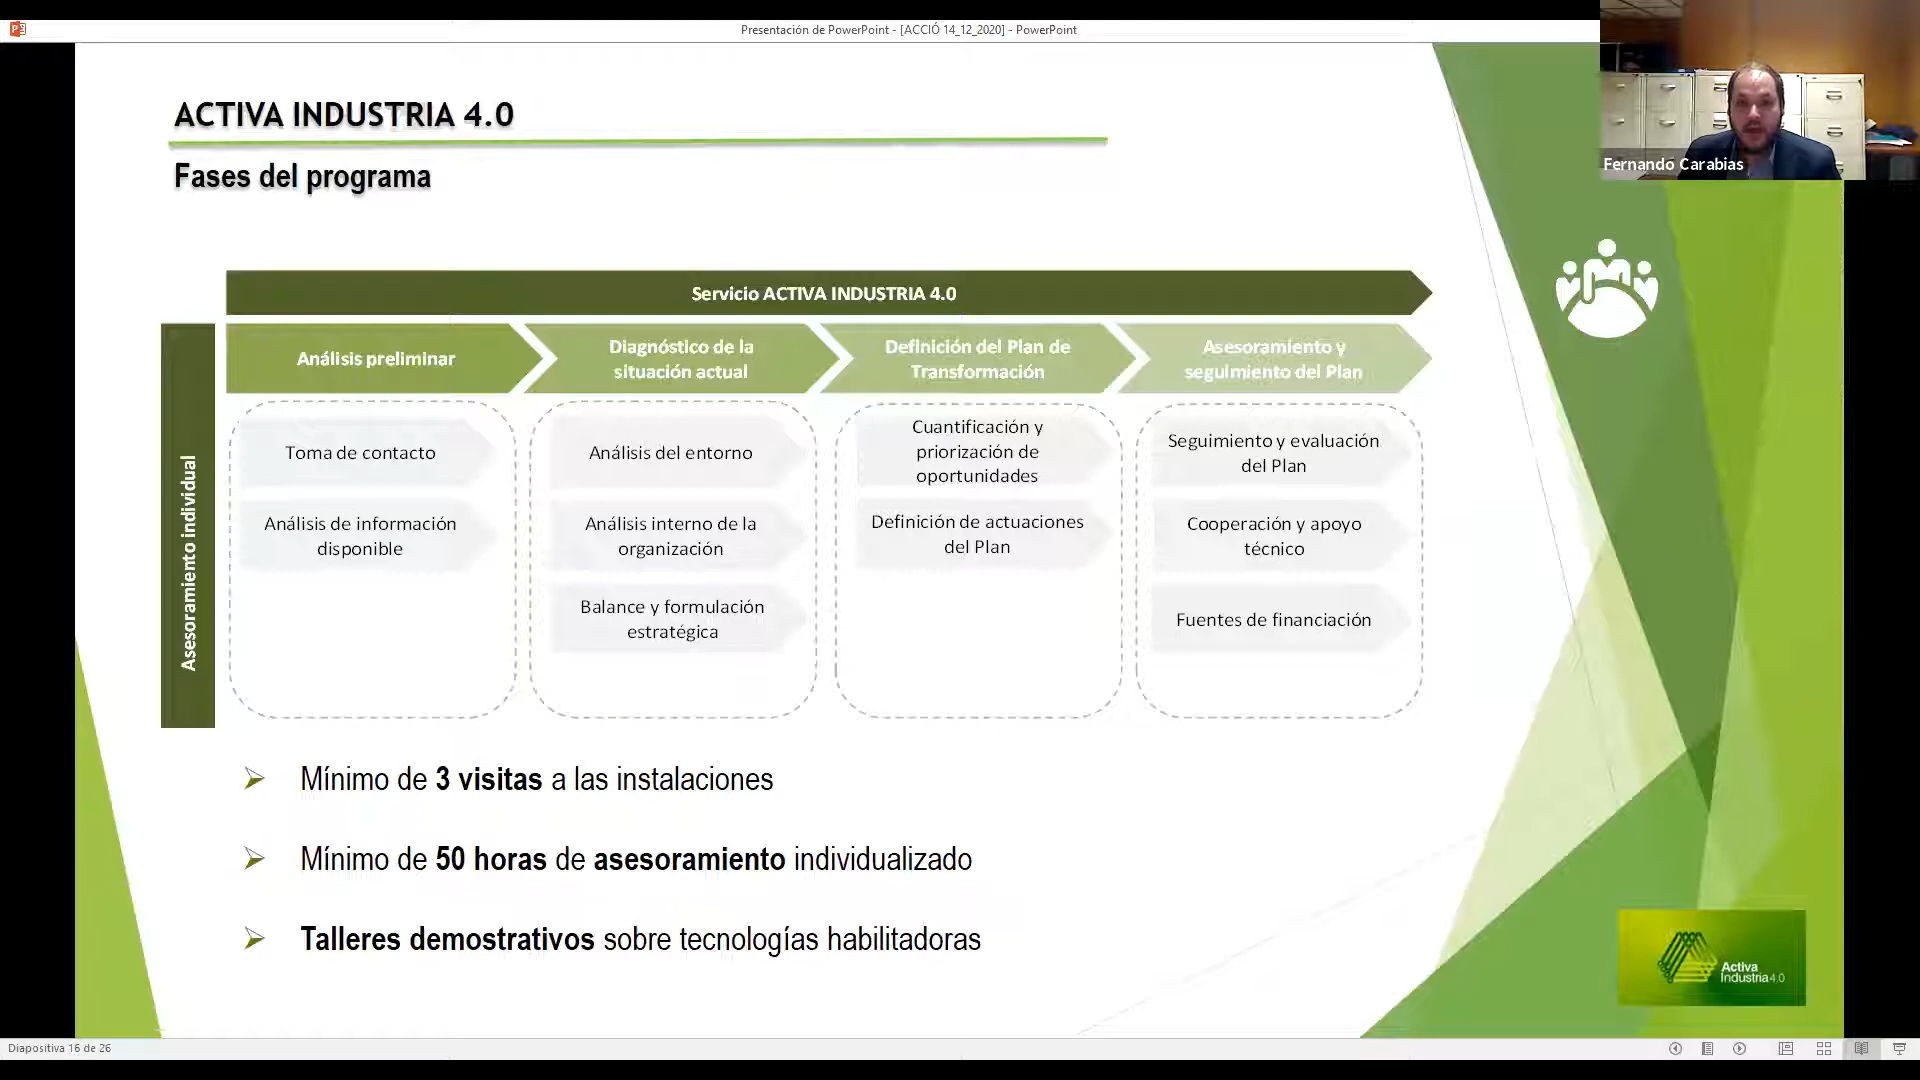 Presentación de PowerPoint - [ACCIÓ 14_12_2020] - PowerPoint
Fernando Carabias
ACTIVA INDUSTRIA 4.0
Fases del programa
Servicio ACTIVA INDUSTRIA 4.0
Asesoramiento individual
Análisis preliminar
Toma de contacto
Análisis de información
disponible
Diagnóstico de la
situación actual
Análisis del entorno
Análisis interno de la
organización
Balance y formulación
estratégica
Definición del Plan de
Transformación
Cuantificación y
priorización de
oportunidades
Definición de actuaciones
del Plan
Asesoramiento y
seguimiento del Plan
Seguimiento y evaluación
del Plan
Cooperación y apoyo
técnico
Fuentes de financiación
Mínimo de 3 visitas a las instalaciones
Mínimo de 50 horas de asesoramiento individualizado
Talleres demostrativos sobre tecnologías habilitadoras
Activa
Industria 4.0
Diapositiva 16 de 26